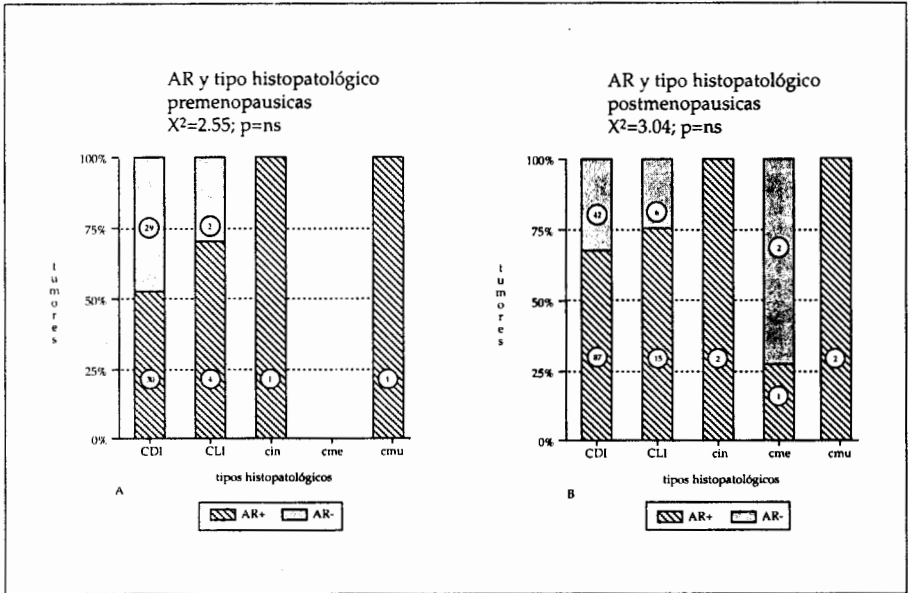 AR y tipo histopatológico
premenopausicas
X²=2.55; p=ns
100%
75%
50%
25%
0%
tumores
29
2
4
1
CDI
CLI
cin
cme
cmu
tipos histopatológicos
A
AR+
AR-
AR y tipo histopatológico
postmenopausicas
X²=3.04; p=ns
100%
75%
50%
25%
0%
tumores
42
6
2
87
15
2
1
2
CDI
CLI
cin
cme
cmu
tipos histopatológicos
B
AR+
AR-